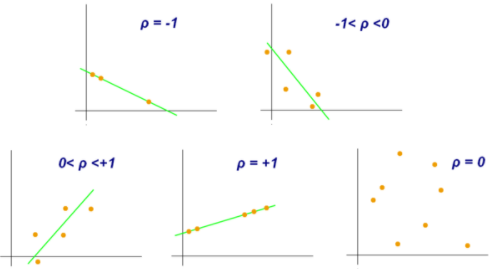 ρ = -1
-1< ρ <0
0< ρ <+1
ρ = +1
ρ = 0